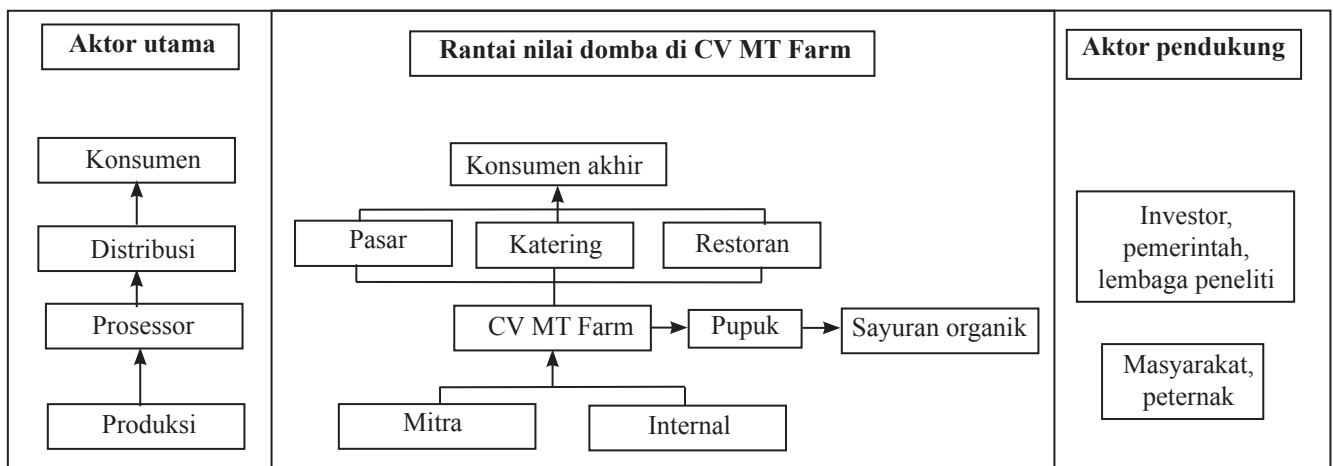 Aktor utama
Rantai nilai domba di CV MT Farm
Aktor pendukung
Konsumen
Distribusi
Prosessor
Produksi
Konsumen akhir
Pasar
Katering
Restoran
CV MT Farm
Pupuk
Sayuran organik
Mitra
Internal
Investor,
pemerintah,
lembaga peneliti
Masyarakat,
peternak